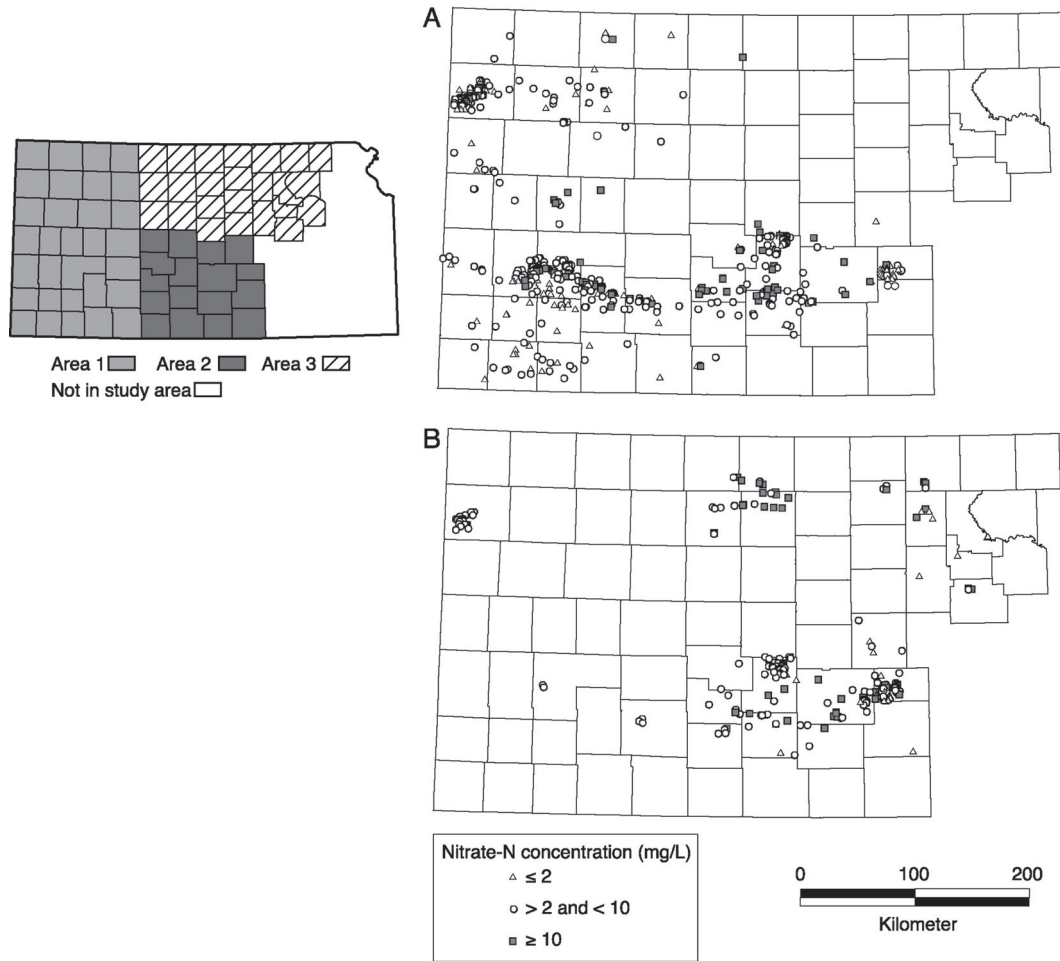 A
Area 1 Area 2 Area 3
Not in study area
B
Nitrate-N concentration (mg/L)
≤ 2
> 2 and < 10
≥ 10
0 100 200
Kilometer